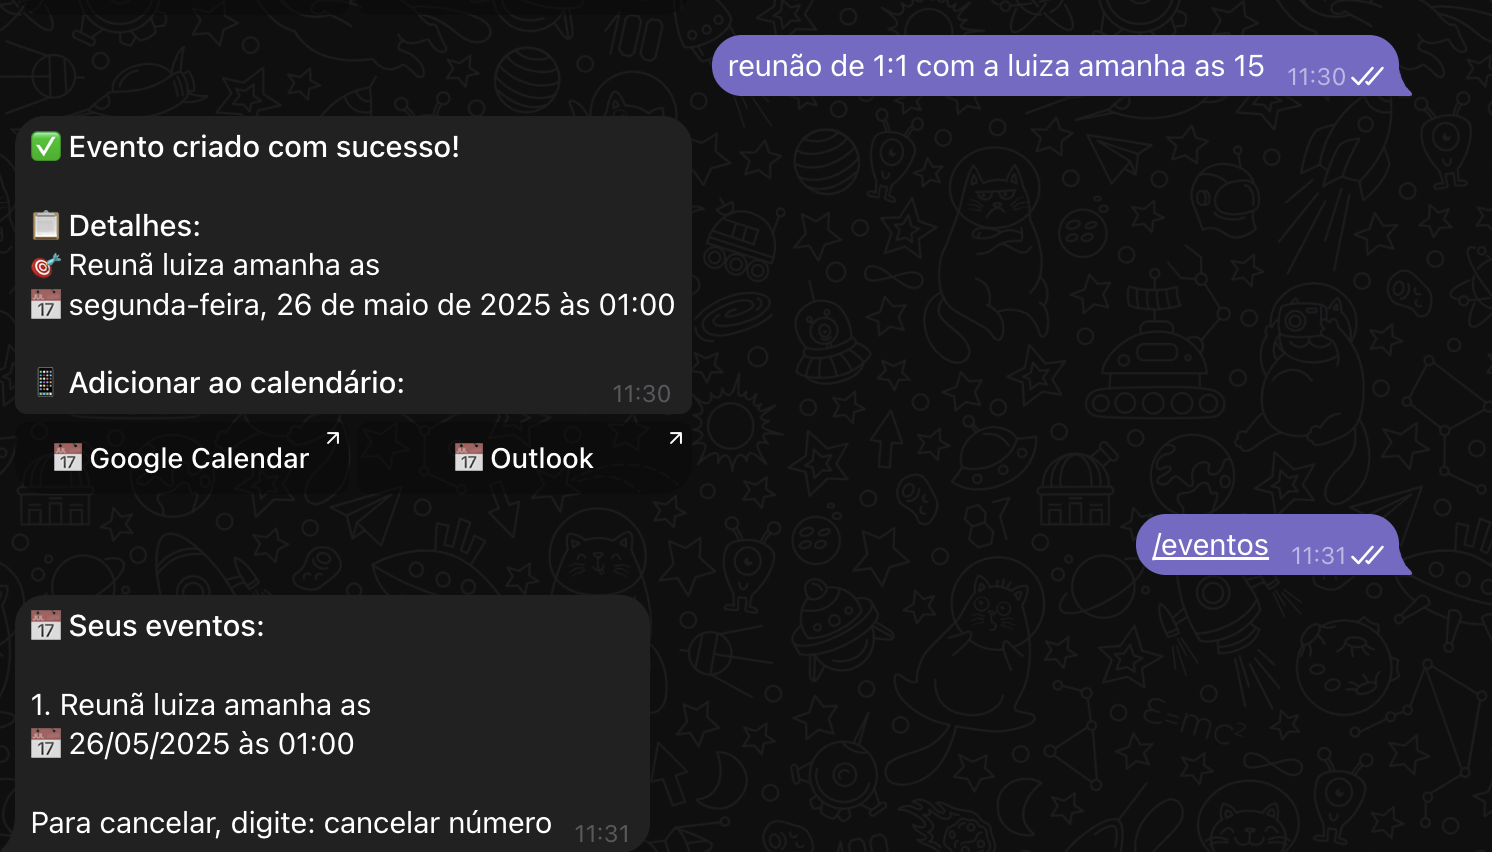 reunão de 1:1 com a luiza amanha as 15 11:30
✅ Evento criado com sucesso!
📋 Detalhes:
🎯 Reunã luiza amanha as
📅 segunda-feira, 26 de maio de 2025 às 01:00
📱 Adicionar ao calendário:
11:30
📅 Google Calendar
📅 Outlook
/eventos 11:31
📅 Seus eventos:
1. Reunã luiza amanha as
📅 26/05/2025 às 01:00
Para cancelar, digite: cancelar número 11:31